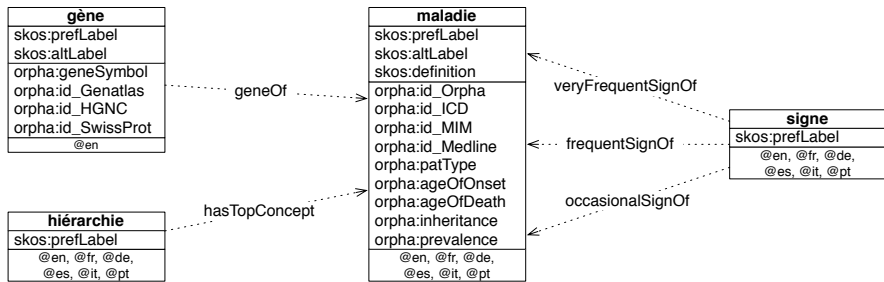 gène
skos:prefLabel
skos:altLabel
orpha:geneSymbol
orpha:id_Genatlas
orpha:id_HGNC
orpha:id_SwissProt
@en
geneOf
hiérarchie
skos:prefLabel
@en, @fr, @de,
@es, @it, @pt
hasTopConcept
maladie
skos:prefLabel
skos:altLabel
skos:definition
orpha:id_Orpha
orpha:id_ICD
orpha:id_MIM
orpha:id_Medline
orpha:patType
orpha:ageOfOnset
orpha:ageOfDeath
orpha:inheritance
orpha:prevalence
@en, @fr, @de,
@es, @it, @pt
veryFrequentSignOf
frequentSignOf
occasionalSignOf
signe
skos:prefLabel
@en, @fr, @de,
@es, @it, @pt